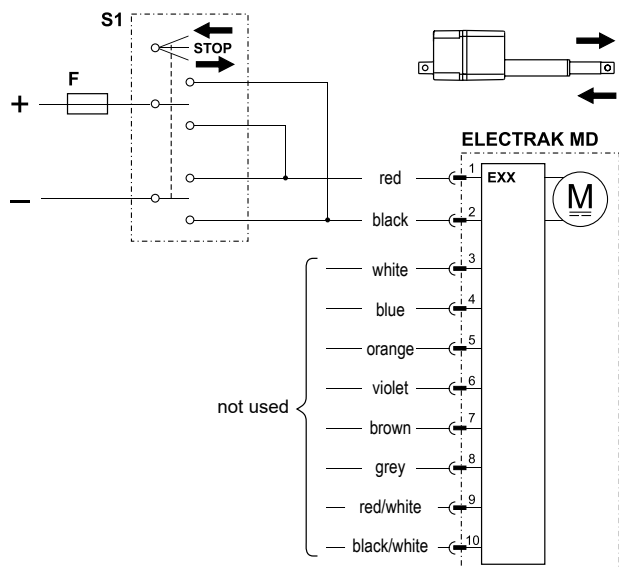 S1
STOP
F
+
–
ELECTRAK MD
EXX
M
red 1
black 2
white 3
blue 4
orange 5
violet 6
not used
brown 7
grey 8
red/white 9
black/white 10